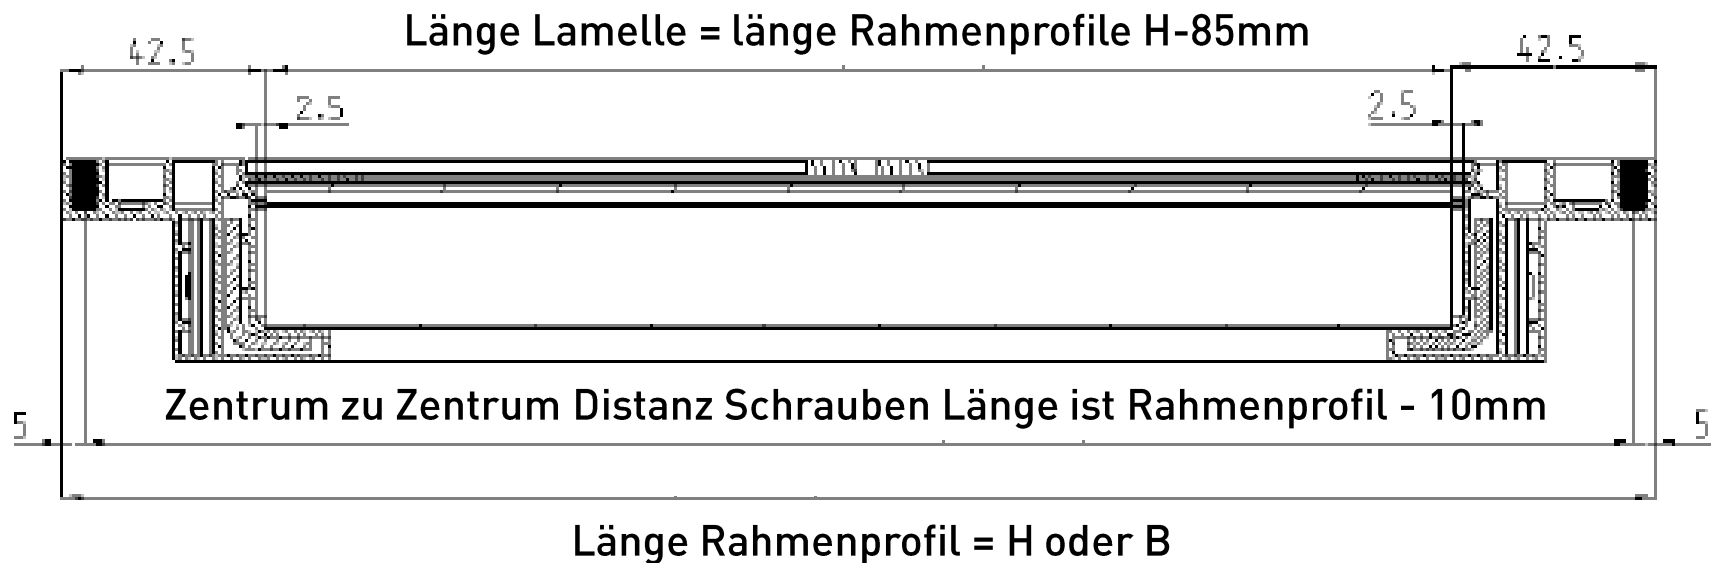 Länge Lamelle = länge Rahmenprofile H-85mm
42.5
42.5
2.5
2.5
Zentrum zu Zentrum Distanz Schrauben Länge ist Rahmenprofil - 10mm
5
5
Länge Rahmenprofil = H oder B